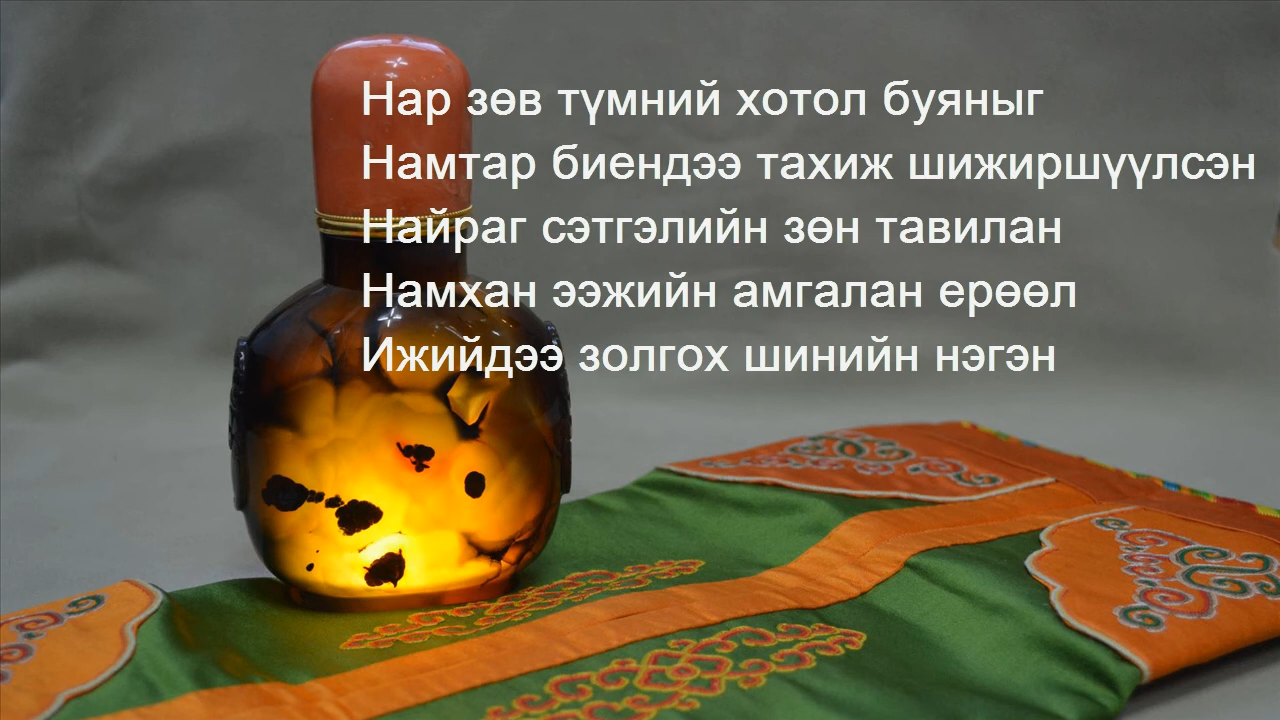 Нар зөв түмний хотол буяныг
Намтар биендээ тахиж шижиршүүлсэн
Найраг сэтгэлийн зөн тавилан
Намхан ээжийн амгалан ерөөл
Ижийдээ золгох шинийн нэгэн